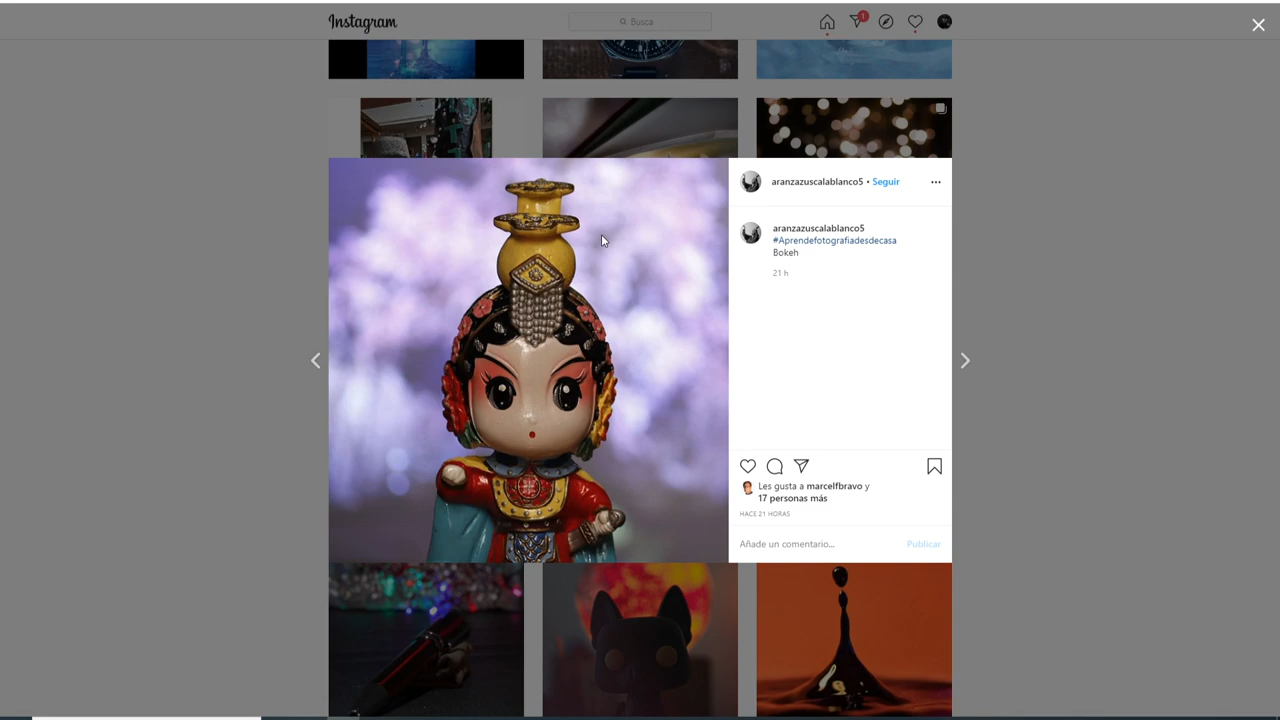 Instagram
Busca
1
aranzazuscalablanco5 • Seguir
aranzazuscalablanco5
#Aprendefotografiadesdecasa
Bokeh
21 h
Les gusta a marcelfbravo y
17 personas más
HACE 21 HORAS
Añade un comentario...
Publicar